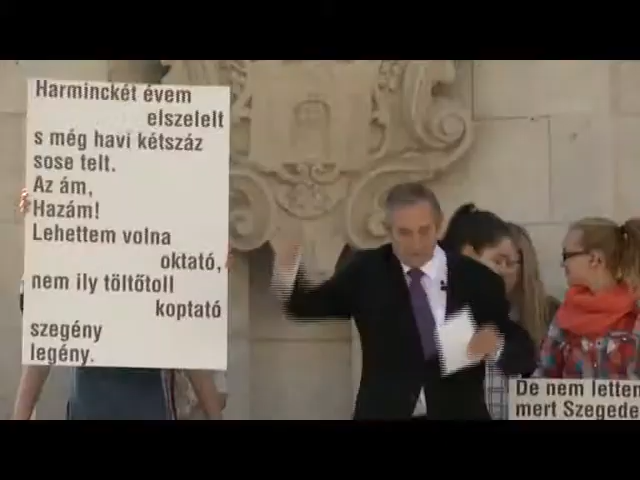 Harminckét évem
elszelelt
s még havi kétszáz
sose telt.
Az ám,
Hazám!
Lehettem volna
oktató,
nem ily töltőtoll
koptató
szegény
legény.
De nem letten
mert Szegede